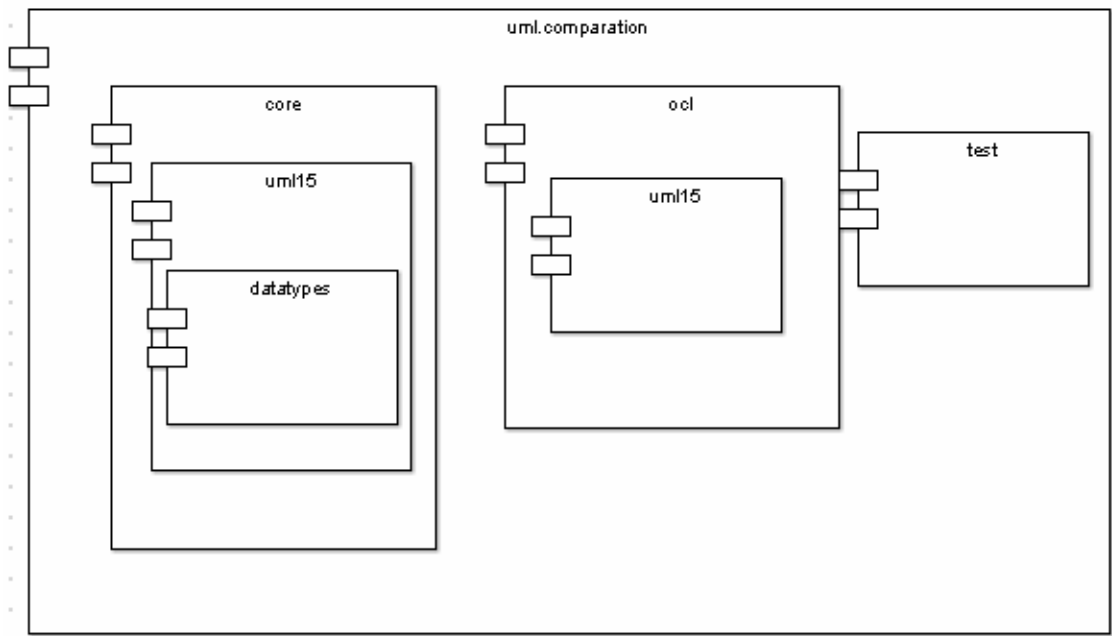 uml.comparation
core
ocl
test
uml15
uml15
datatypes